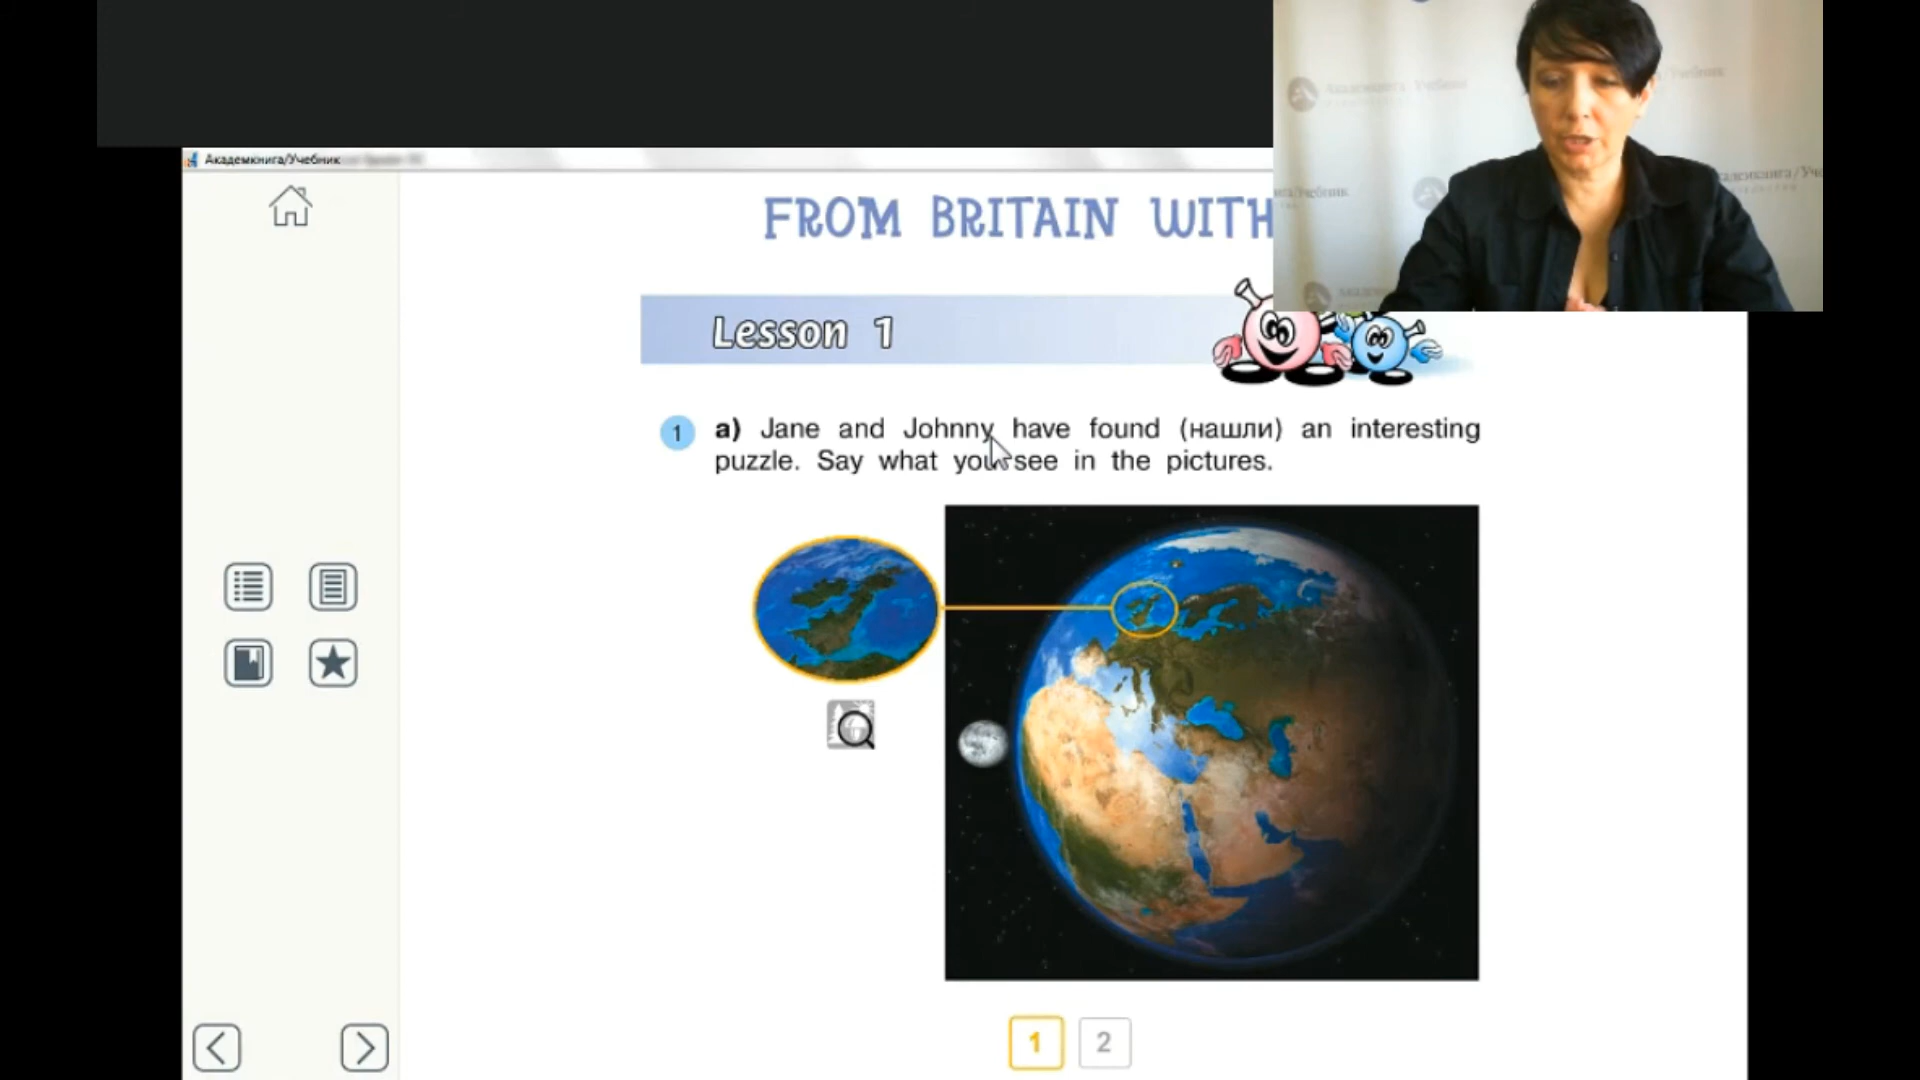 Академкнига/Учебник
FROM BRITAIN WITH
Lesson 1
1 a) Jane and Johnny have found (нашли) an interesting
puzzle. Say what you see in the pictures.
1 2